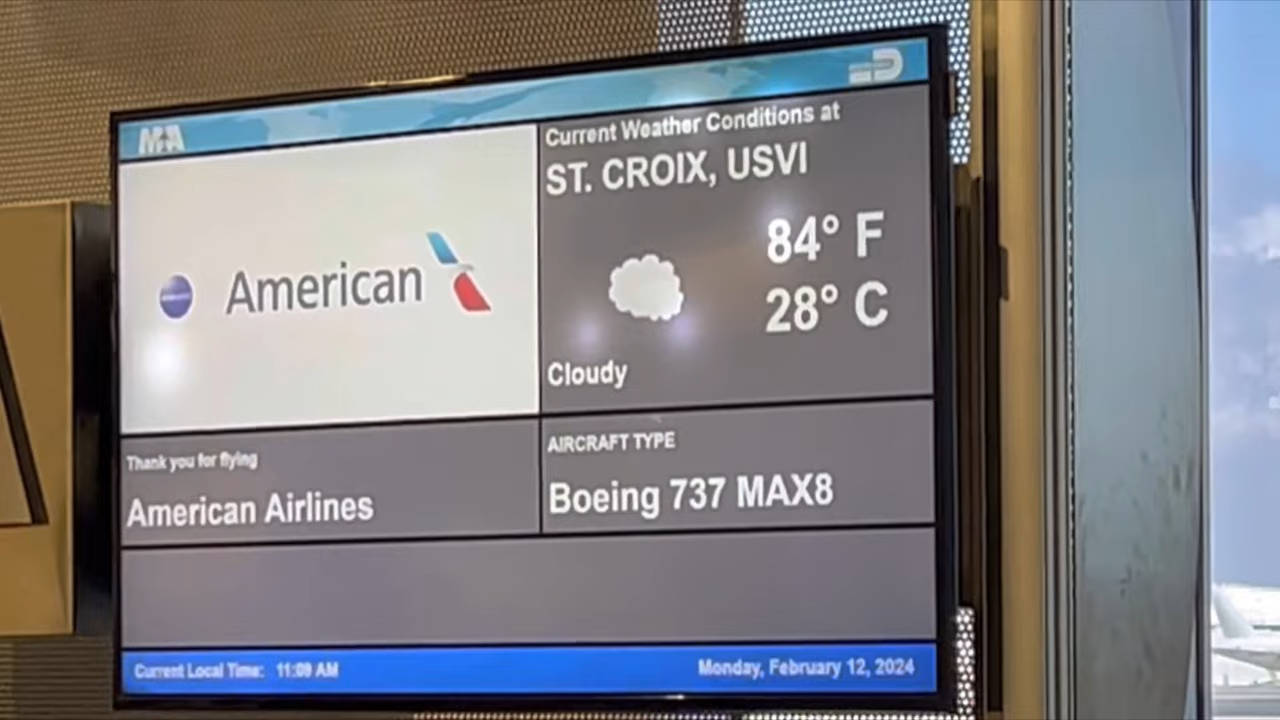 MIA
American
Current Weather Conditions at
ST. CROIX, USVI
84° F
28° C
Cloudy
Thank you for flying
American Airlines
AIRCRAFT TYPE
Boeing 737 MAX8
Current Local Time: 11:09 AM
Monday, February 12, 2024